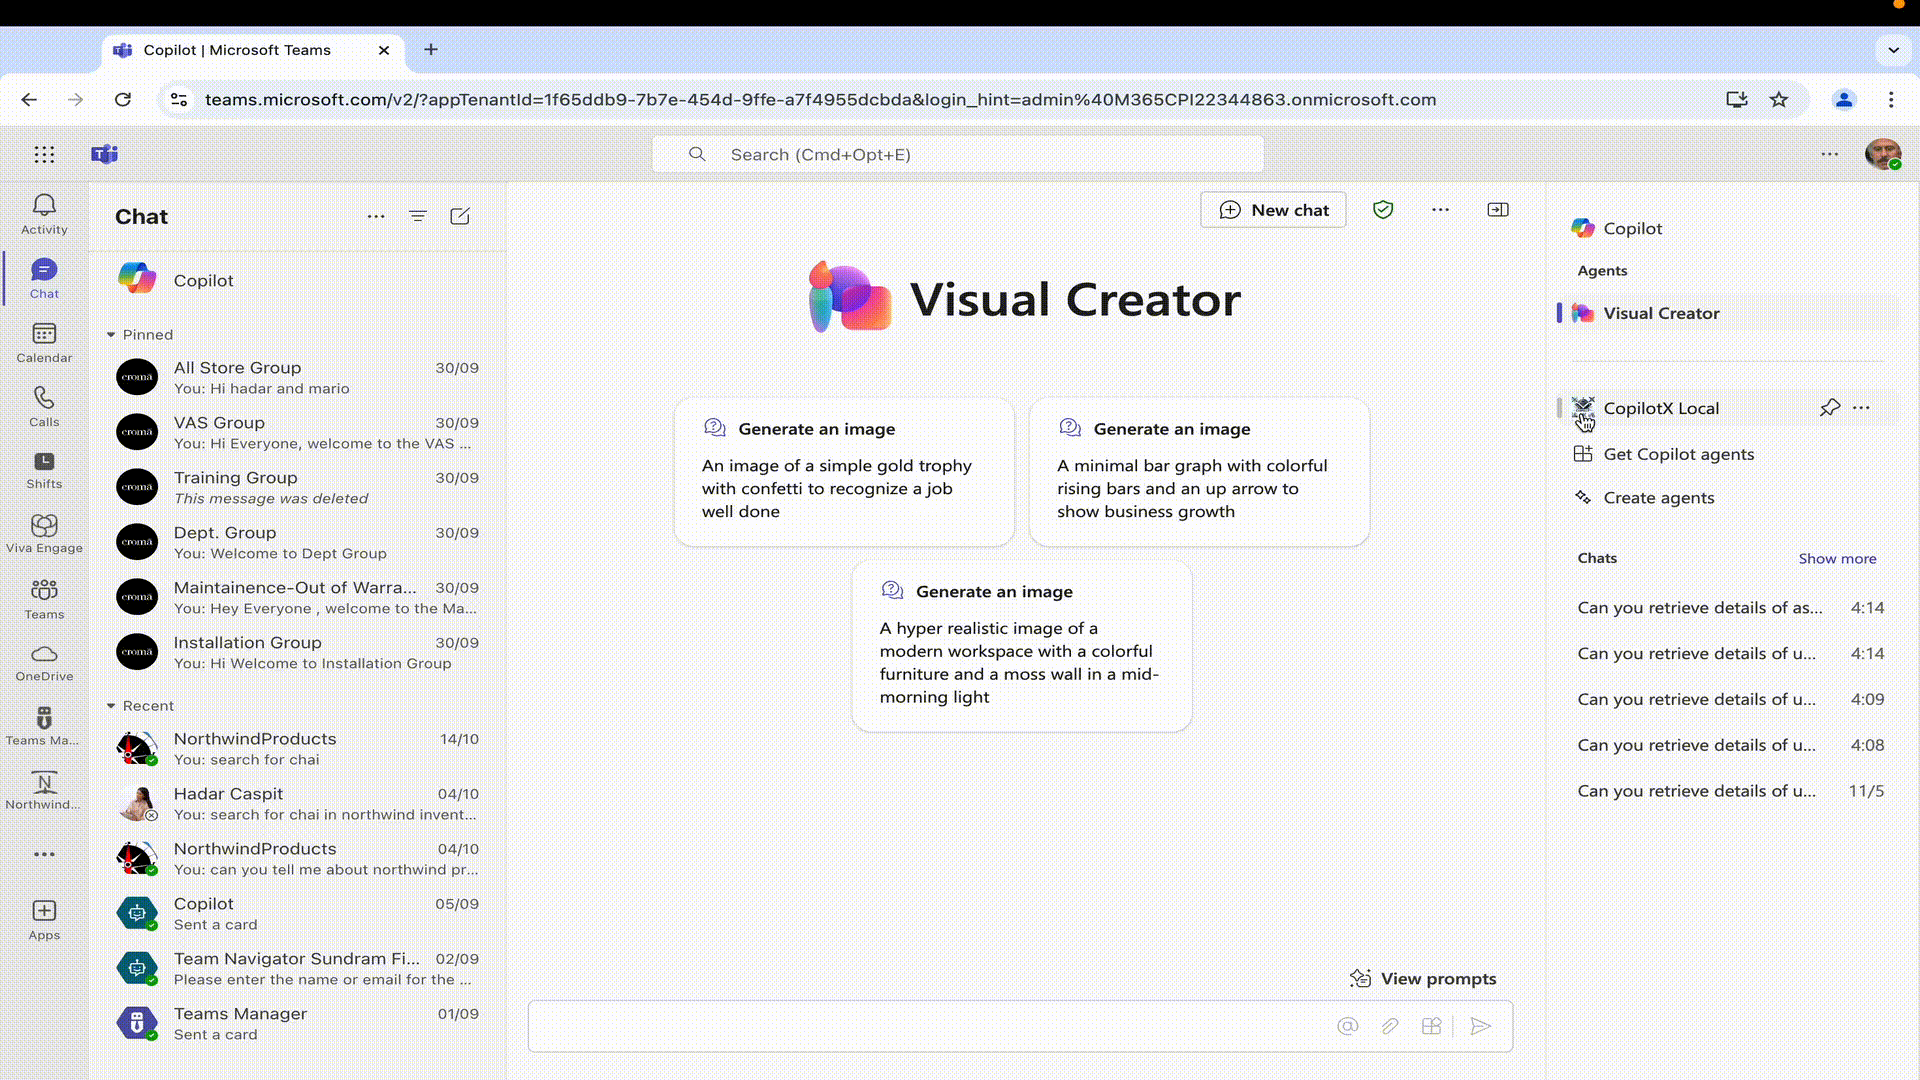 Copilot | Microsoft Teams
teams.microsoft.com/v2/?appTenantId=1f65ddb9-7b7e-454d-9ffe-a7f4955dcbda&login_hint=admin%40M365CPI22344863.onmicrosoft.com
Search (Cmd+Opt+E)
Activity
Chat
Calendar
Calls
Shifts
Viva Engage
Teams
OneDrive
Teams Ma...
Northwind...
Apps
Chat
Copilot
Pinned
croma
All Store Group 30/09
You: Hi hadar and mario
croma
VAS Group 30/09
You: Hi Everyone, welcome to the VAS ...
croma
Training Group 30/09
This message was deleted
croma
Dept. Group 30/09
You: Welcome to Dept Group
croma
Maintainence-Out of Warra... 30/09
You: Hey Everyone , welcome to the Ma...
croma
Installation Group 30/09
You: Hi Welcome to Installation Group
Recent
NorthwindProducts 14/10
You: search for chai
Hadar Caspit 04/10
You: search for chai in northwind invent...
NorthwindProducts 04/10
You: can you tell me about northwind pr...
Copilot 05/09
Sent a card
Team Navigator Sundram Fi... 02/09
Please enter the name or email for the ...
Teams Manager 01/09
Sent a card
New chat
Visual Creator
Generate an image
An image of a simple gold trophy
with confetti to recognize a job
well done
Generate an image
A minimal bar graph with colorful
rising bars and an up arrow to
show business growth
Generate an image
A hyper realistic image of a
modern workspace with a colorful
furniture and a moss wall in a mid-
morning light
View prompts
Copilot
Agents
Visual Creator
CopilotX Local
Get Copilot agents
Create agents
Chats Show more
Can you retrieve details of as... 4:14
Can you retrieve details of u... 4:14
Can you retrieve details of u... 4:09
Can you retrieve details of u... 4:08
Can you retrieve details of u... 11/5